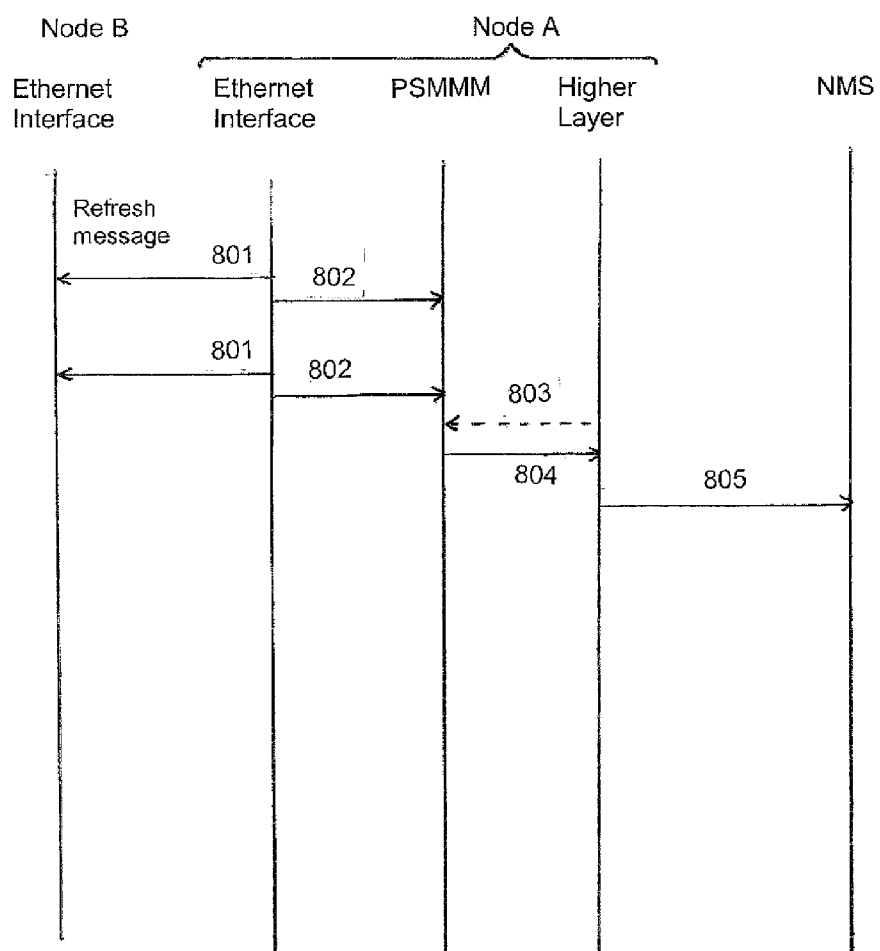 Node B
Node A
Ethernet
Interface
Ethernet
Interface
PSMMM
Higher
Layer
NMS
Refresh
message
801
802
801
802
803
804
805